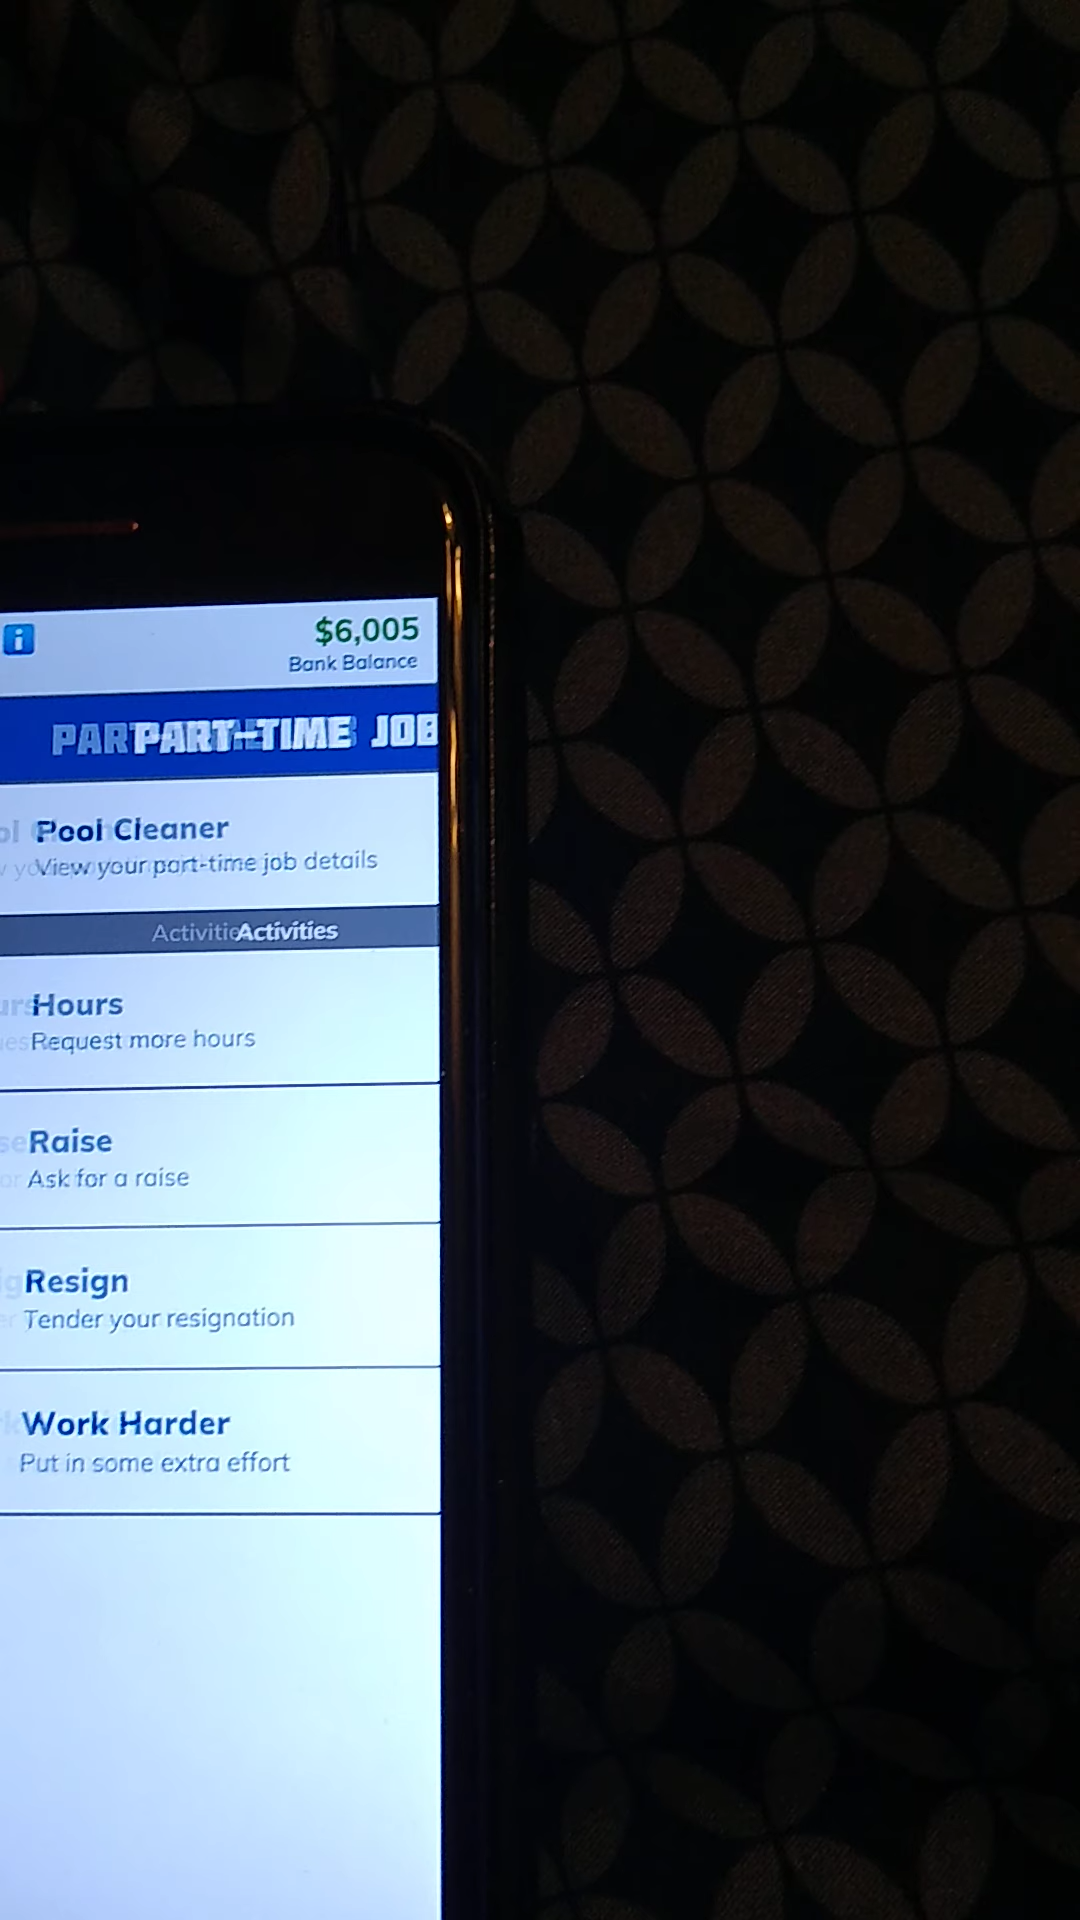 $6,005
Bank Balance
PART-TIME JOB
Pool Cleaner
View your part-time job details
Activities
Hours
Request more hours
Raise
Ask for a raise
Resign
Tender your resignation
Work Harder
Put in some extra effort